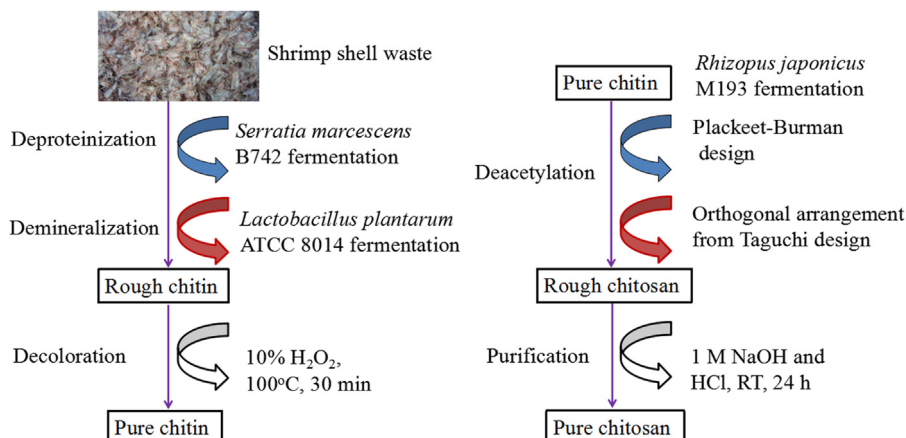 Shrimp shell waste
Deproteinization
Serratia marcescens
B742 fermentation
Demineralization
Lactobacillus plantarum
ATCC 8014 fermentation
Rough chitin
Decoloration
10% H₂O₂,
100ºC, 30 min
Pure chitin
Rhizopus japonicus
M193 fermentation
Pure chitin
Plackeet-Burman
design
Deacetylation
Orthogonal arrangement
from Taguchi design
Rough chitosan
Purification
1 M NaOH and
HCl, RT, 24 h
Pure chitosan